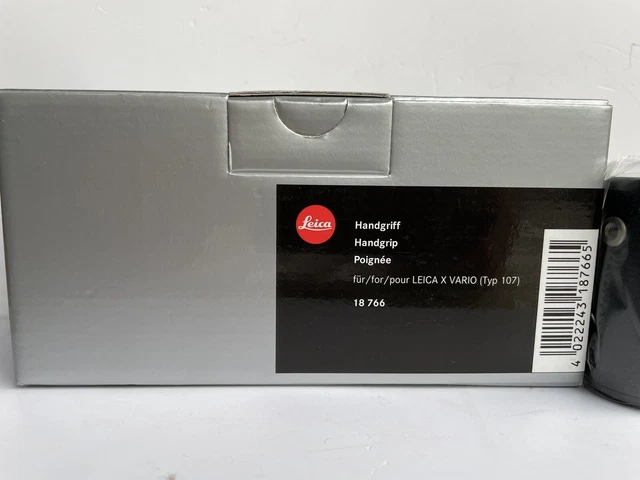 Leica
Handgriff
Handgrip
Poignée
für/for/pour LEICA X VARIO (Typ 107)
18 766
4 022243 187665